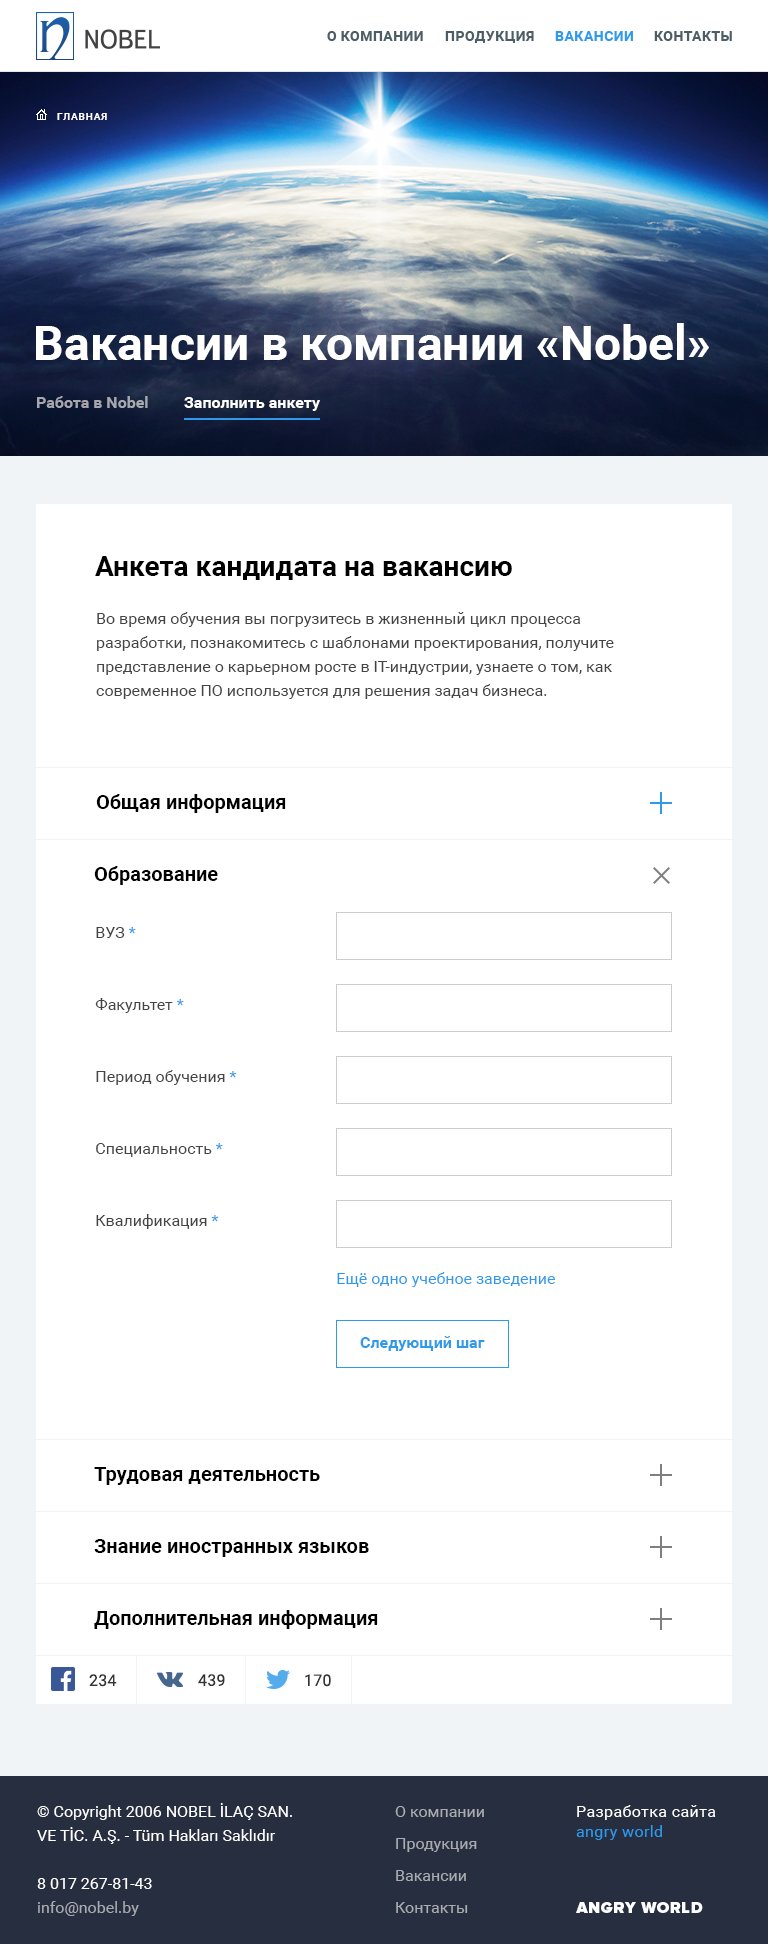 n NOBEL
О КОМПАНИИ ПРОДУКЦИЯ ВАКАНСИИ КОНТАКТЫ
ГЛАВНАЯ
Вакансии в компании «Nobel»
Работа в Nobel Заполнить анкету
Анкета кандидата на вакансию
Во время обучения вы погрузитесь в жизненный цикл процесса
разработки, познакомитесь с шаблонами проектирования, получите
представление о карьерном росте в IT-индустрии, узнаете о том, как
современное ПО используется для решения задач бизнеса.
Общая информация
Образование
ВУЗ *
Факультет *
Период обучения *
Специальность *
Квалификация *
Ещё одно учебное заведение
Следующий шаг
Трудовая деятельность
Знание иностранных языков
Дополнительная информация
234 439 170
© Copyright 2006 NOBEL İLAÇ SAN.
VE TİC. A.Ş. - Tüm Hakları Saklıdır
8 017 267-81-43
info@nobel.by
О компании
Продукция
Вакансии
Контакты
Разработка сайта
angry world
ANGRY WORLD